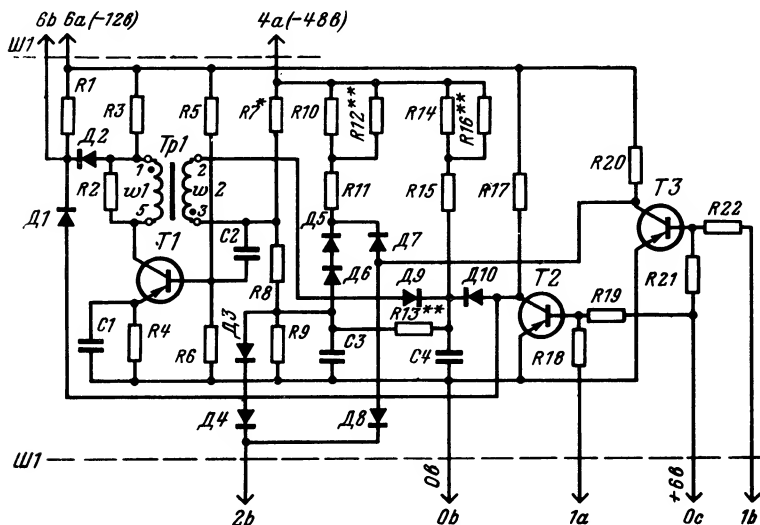 6b 6a (-12в) 4a (-48в)
Ш1
R1
R3 R5 R7* R10 R12** R14 R16**
Д2 Тр1 R20
1 2
R2 w1 w2 R11 R15 R17 T3
5 3
R22
Д1 Д5 Д7
T1 C2 R21
R8 Д6 Д9 Д10 T2
R19
C1 R4 Д3 R13**
R6 R9 C3 C4 R18
Д4 Д8
Ш1
0в +6в
2b 0b 1a 0c 1b